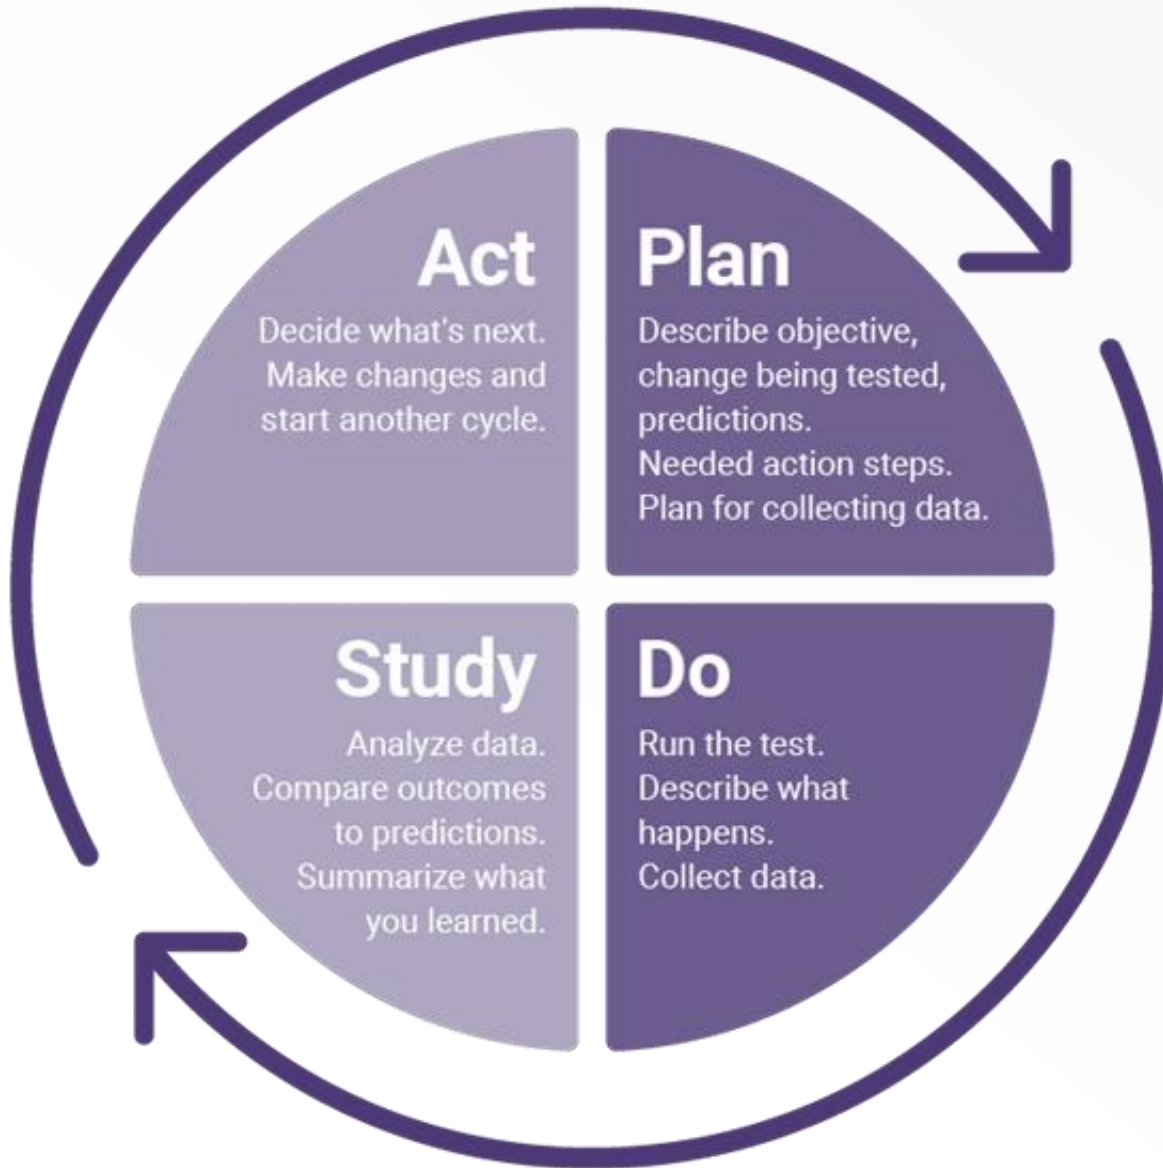 Act
Decide what's next.
Make changes and
start another cycle.
Plan
Describe objective,
change being tested,
predictions.
Needed action steps.
Plan for collecting data.
Study
Analyze data.
Compare outcomes
to predictions.
Summarize what
you learned.
Do
Run the test.
Describe what
happens.
Collect data.